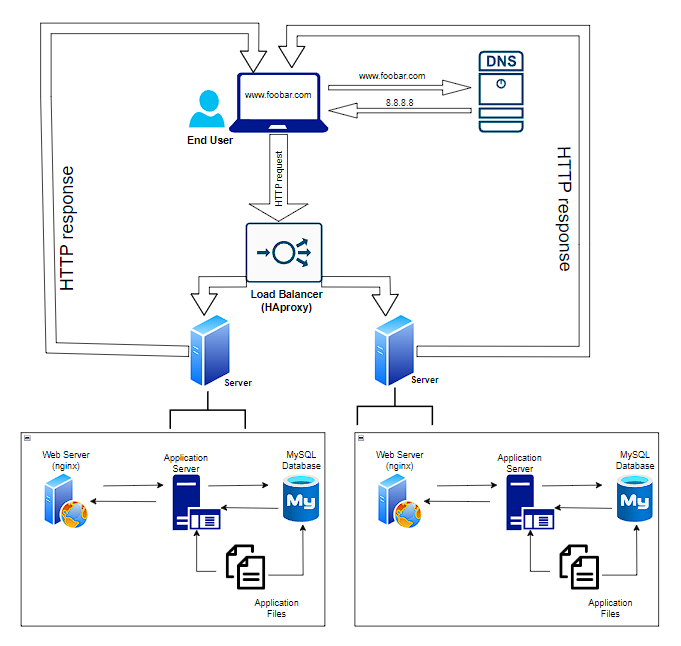 www.foobar.com
DNS
www.foobar.com
8.8.8.8
End User
HTTP request
HTTP response
HTTP response
Load Balancer
(HAproxy)
Server
Server
Web Server
(nginx)
Application
Server
MySQL
Database
My
Application
Files
Web Server
(nginx)
Application
Server
MySQL
Database
My
Application
Files